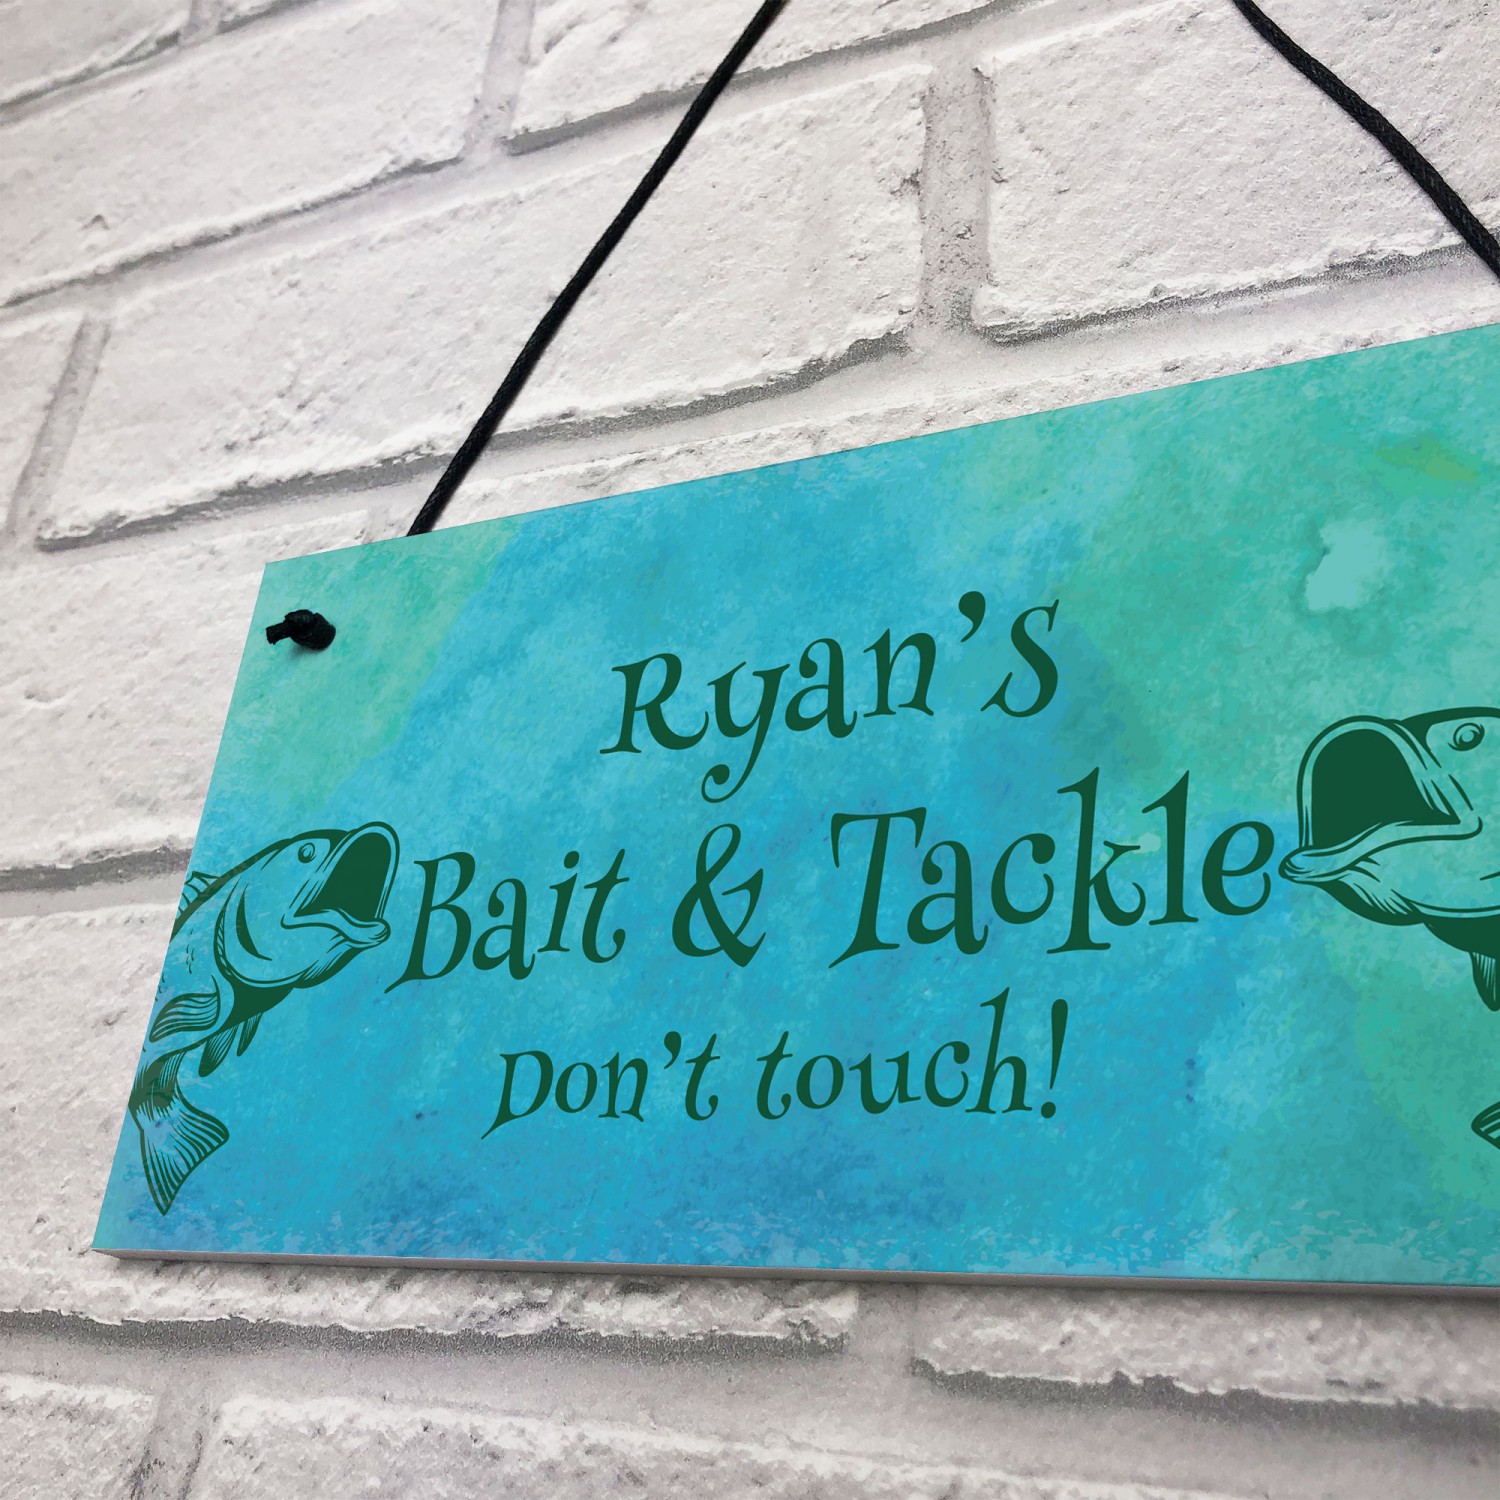 Ryan's
Bait & Tackle
Don't touch!